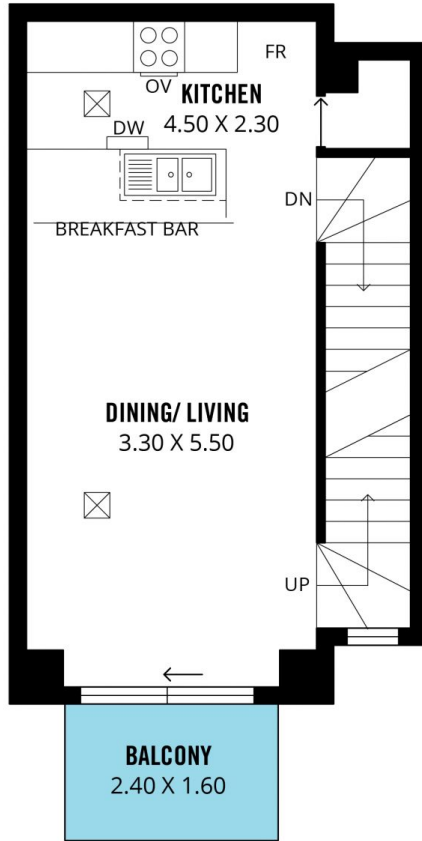 FR
OV
KITCHEN
4.50 X 2.30
DW
DN
BREAKFAST BAR
DINING/ LIVING
3.30 X 5.50
UP
BALCONY
2.40 X 1.60